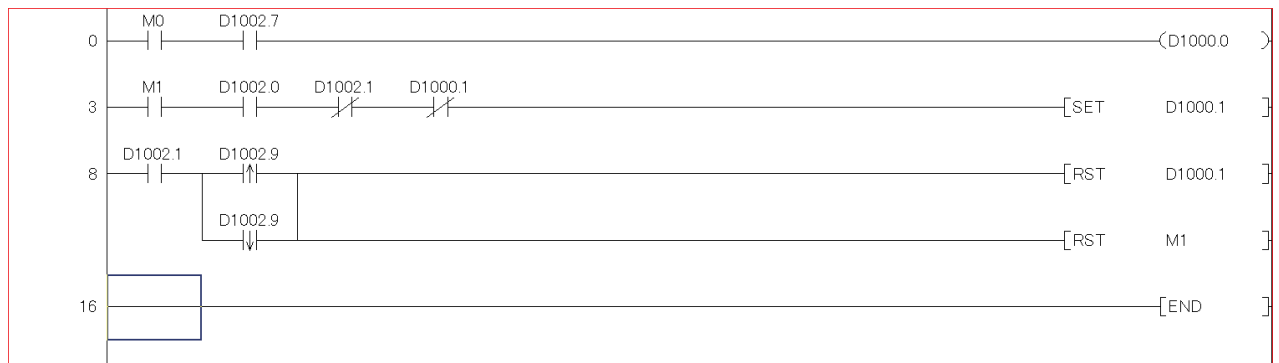 M0 D1002.7
0 (D1000.0 )
M1 D1002.0 D1002.1 D1000.1
3 [SET D1000.1 ]
D1002.1 D1002.9
8 [RST D1000.1 ]
D1002.9
[RST M1 ]
16 [END ]